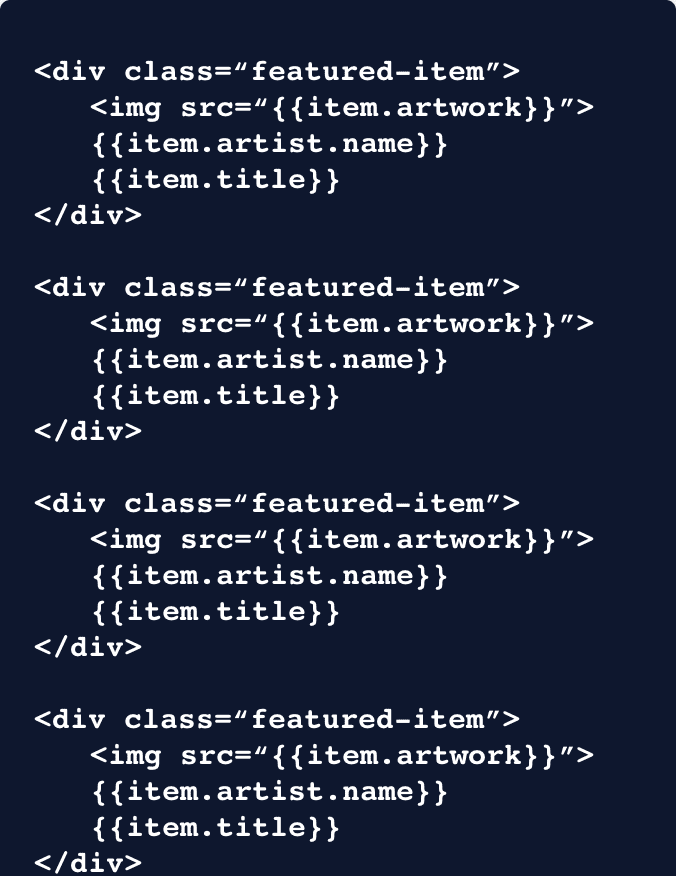 <div class=“featured-item”>
<img src=“{{item.artwork}}”>
{{item.artist.name}}
{{item.title}}
</div>
<div class=“featured-item”>
<img src=“{{item.artwork}}”>
{{item.artist.name}}
{{item.title}}
</div>
<div class=“featured-item”>
<img src=“{{item.artwork}}”>
{{item.artist.name}}
{{item.title}}
</div>
<div class=“featured-item”>
<img src=“{{item.artwork}}”>
{{item.artist.name}}
{{item.title}}
</div>